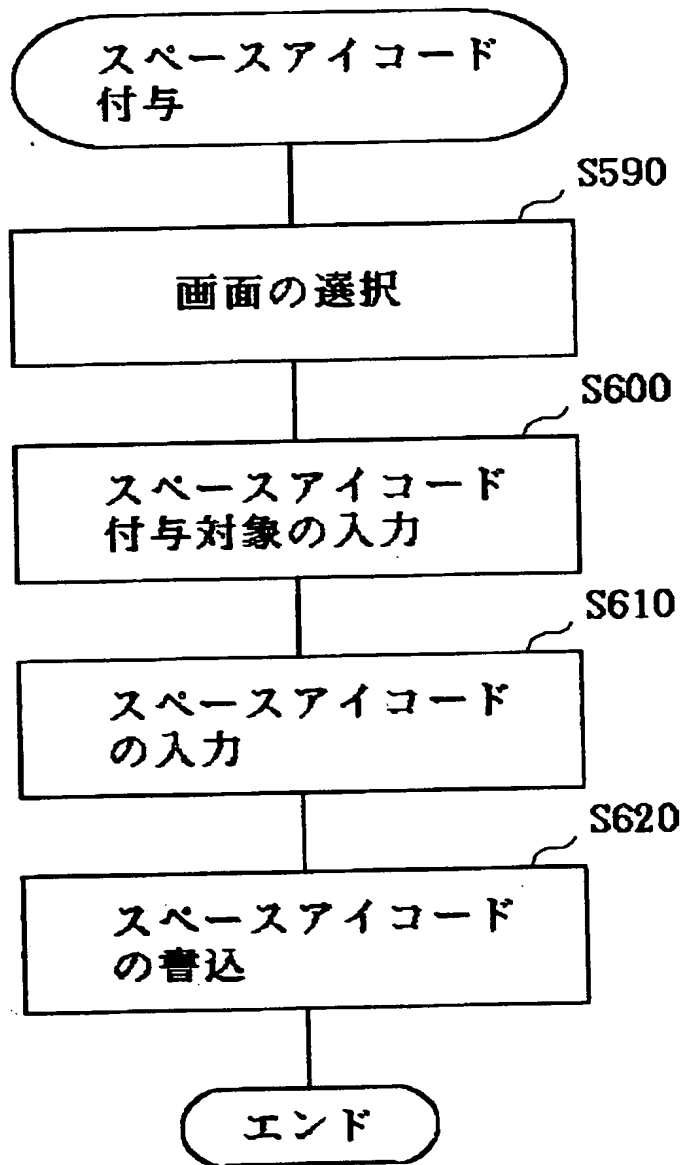 スペースアイコード
付与
S590
画面の選択
S600
スペースアイコード
付与対象の入力
S610
スペースアイコード
の入力
S620
スペースアイコード
の書込
エンド